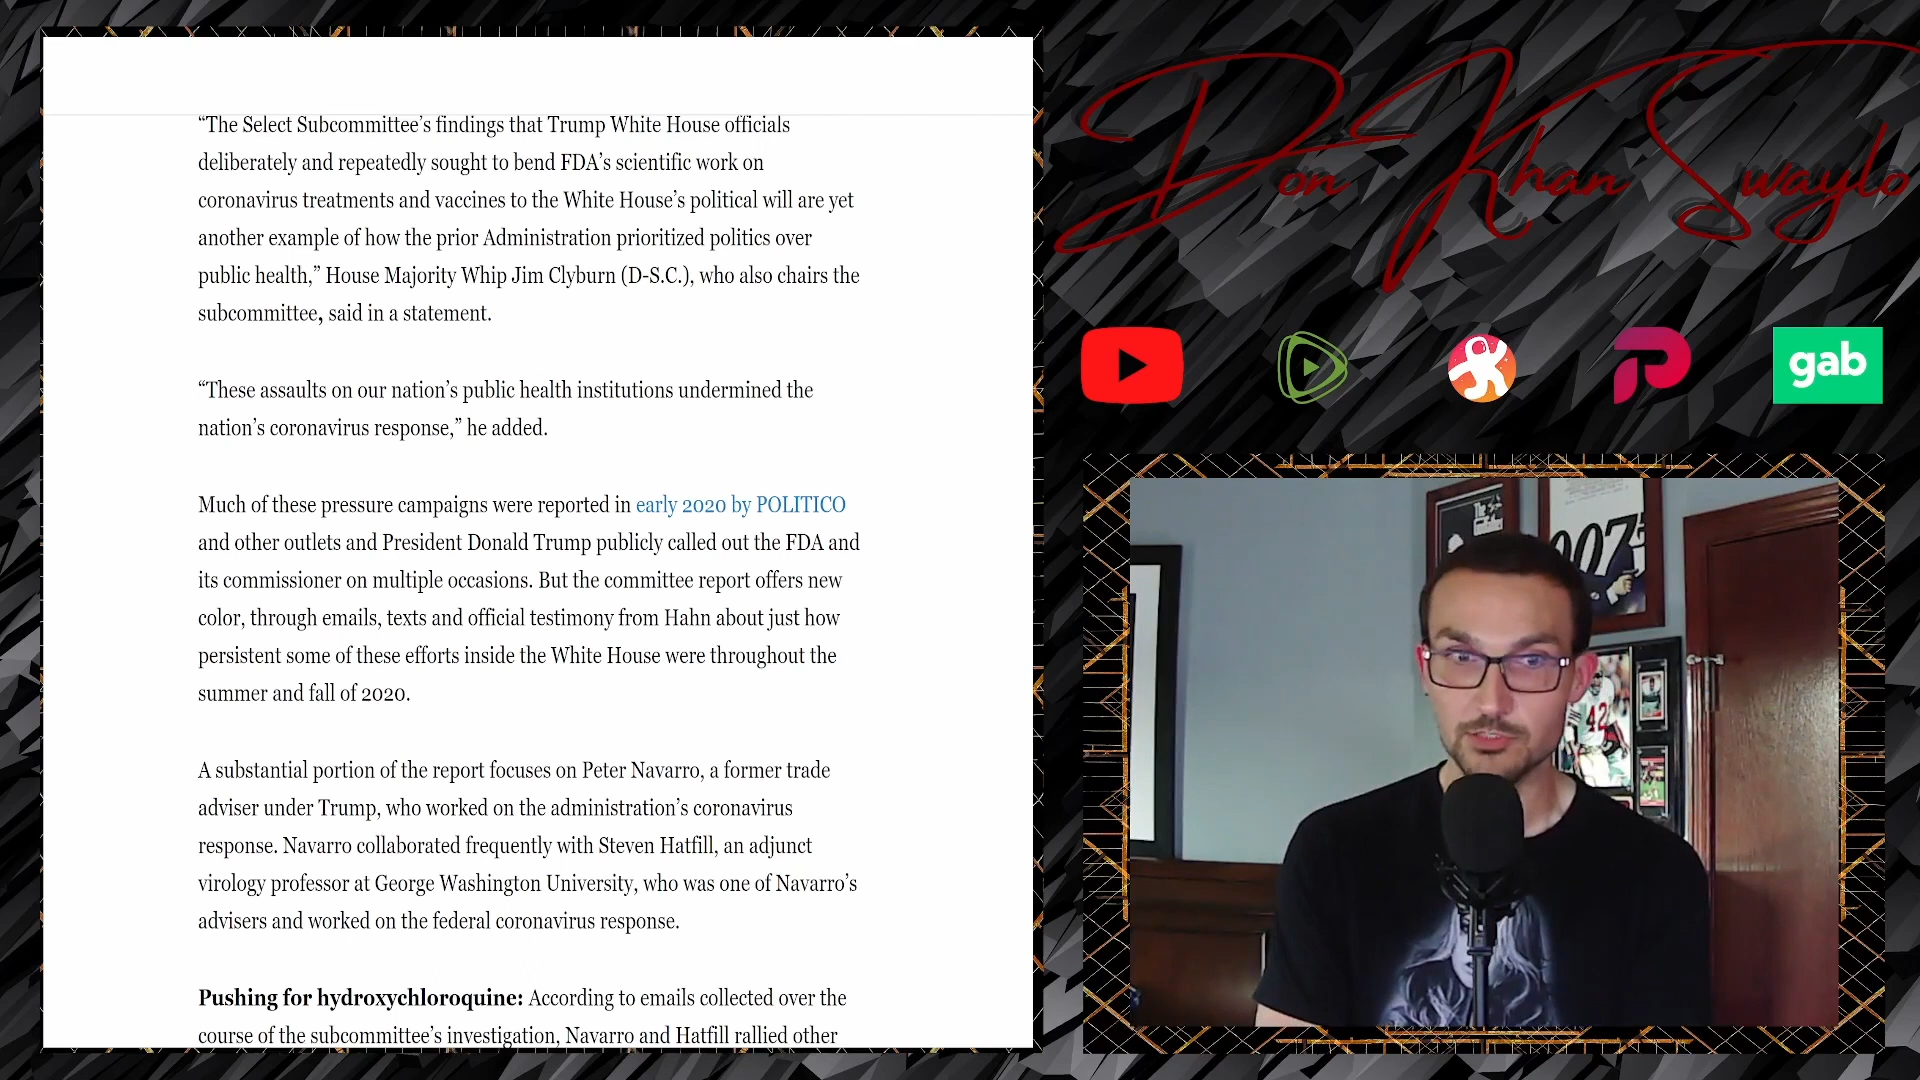 “The Select Subcommittee’s findings that Trump White House officials
deliberately and repeatedly sought to bend FDA’s scientific work on
coronavirus treatments and vaccines to the White House’s political will are yet
another example of how the prior Administration prioritized politics over
public health,” House Majority Whip Jim Clyburn (D-S.C.), who also chairs the
subcommittee, said in a statement.
“These assaults on our nation’s public health institutions undermined the
nation’s coronavirus response,” he added.
Much of these pressure campaigns were reported in early 2020 by POLITICO
and other outlets and President Donald Trump publicly called out the FDA and
its commissioner on multiple occasions. But the committee report offers new
color, through emails, texts and official testimony from Hahn about just how
persistent some of these efforts inside the White House were throughout the
summer and fall of 2020.
A substantial portion of the report focuses on Peter Navarro, a former trade
adviser under Trump, who worked on the administration’s coronavirus
response. Navarro collaborated frequently with Steven Hatfill, an adjunct
virology professor at George Washington University, who was one of Navarro’s
advisers and worked on the federal coronavirus response.
Pushing for hydroxychloroquine: According to emails collected over the
course of the subcommittee’s investigation, Navarro and Hatfill rallied other
Don Khan Swaylo
gab
007
42